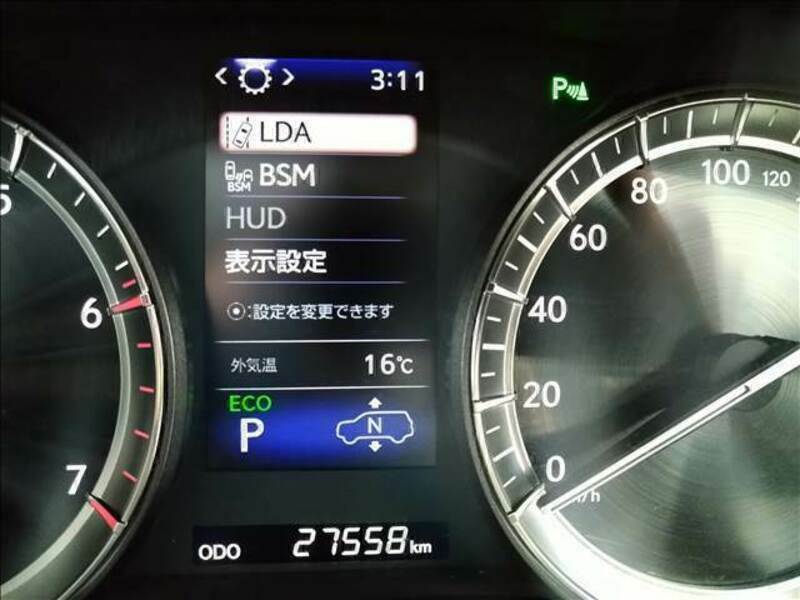 3:11
P
LDA
BSM
BSM
HUD
表示設定
:設定を変更できます
外気温 16℃
ECO
P N
ODO 27558km
5
6
7
0
20
40
60
80
100
120